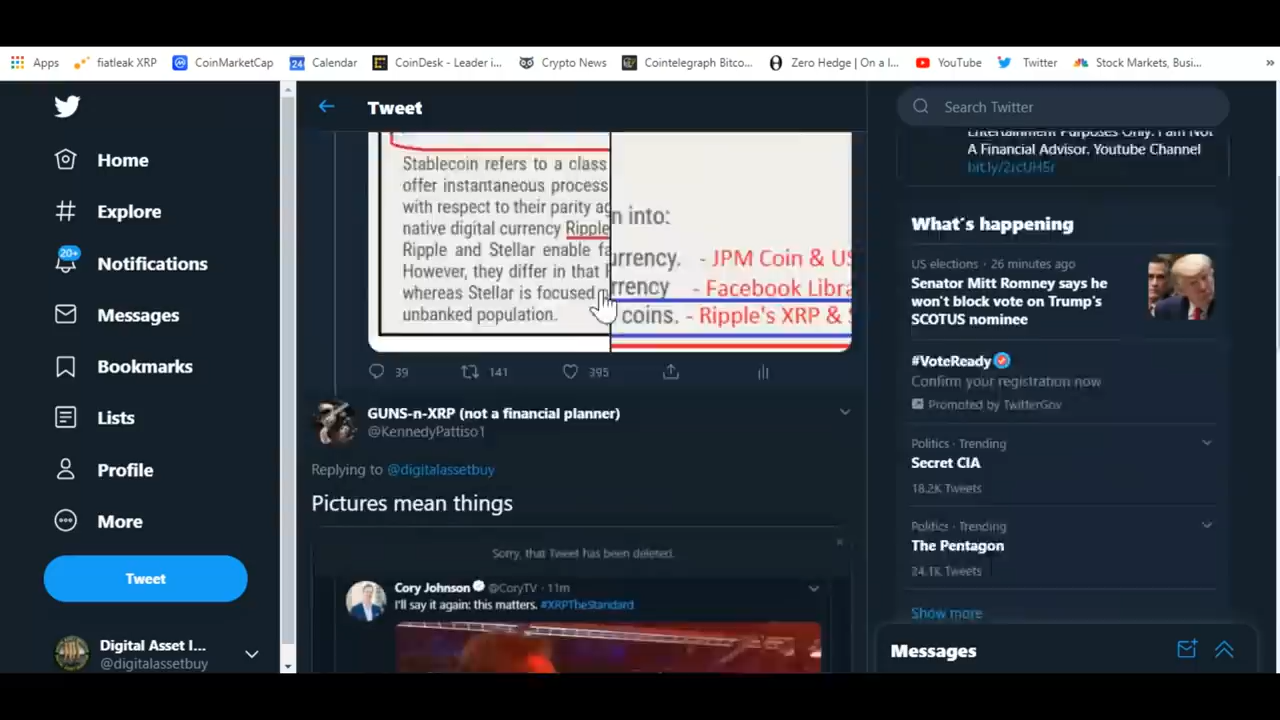 Apps
fiatleak XRP
CoinMarketCap
Calendar
CoinDesk - Leader i...
Crypto News
Cointelegraph Bitco...
Zero Hedge | On a l...
YouTube
Twitter
Stock Markets, Busi...
»
Home
Explore
20+
Notifications
Messages
Bookmarks
Lists
Profile
More
Tweet
Digital Asset I...
@digitalassetbuy
Tweet
Stablecoin refers to a class
offer instantaneous process
with respect to their parity ag
native digital currency Ripple
Ripple and Stellar enable fa
However, they differ in that
whereas Stellar is focused
unbanked population.
n into:
urrency. - JPM Coin & US
rrency - Facebook Libra
coins. - Ripple's XRP &
39
141
395
GUNS-n-XRP (not a financial planner)
@KennedyPattiso1
Replying to @digitalassetbuy
Pictures mean things
Sorry, that Tweet has been deleted.
Cory Johnson @CoryTV · 11m
I'll say it again: this matters. #XRPTheStandard
Search Twitter
Entertainment Purposes Only. I am Not
A Financial Advisor. Youtube Channel
bit.ly/2rcUH5r
What's happening
US elections · 26 minutes ago
Senator Mitt Romney says he
won't block vote on Trump's
SCOTUS nominee
#VoteReady
Confirm your registration now
Promoted by TwitterGov
Politics · Trending
Secret CIA
18.2K Tweets
Politics · Trending
The Pentagon
24.1K Tweets
Show more
Messages